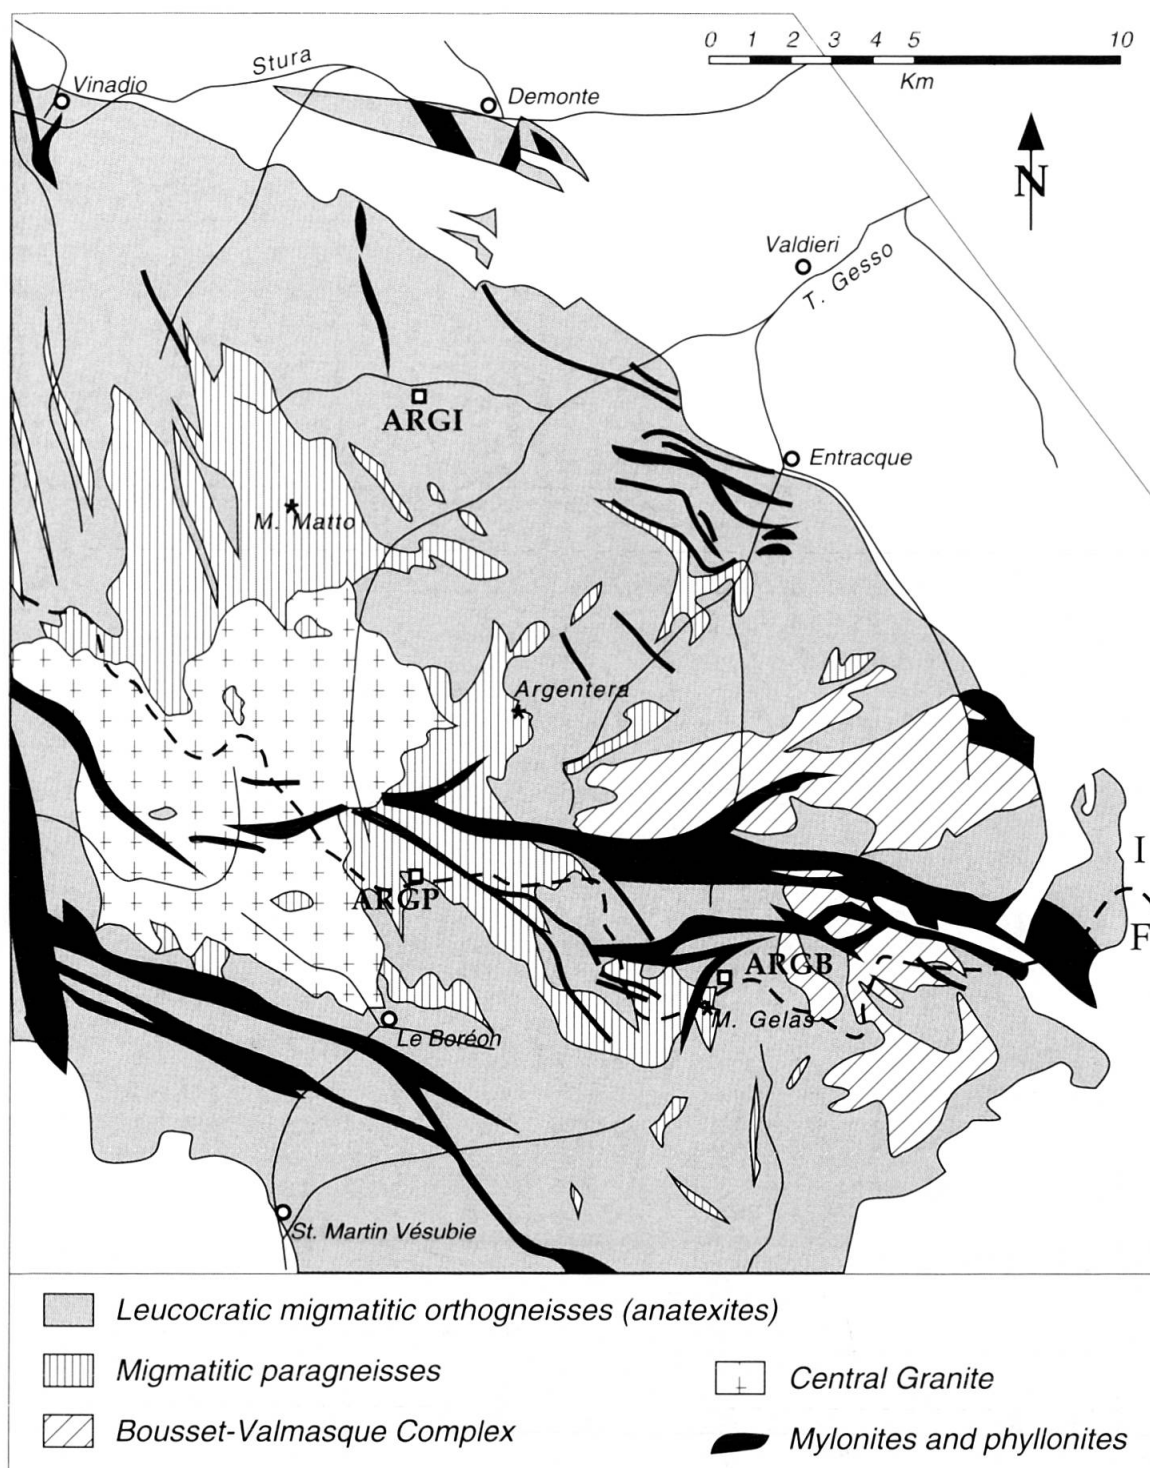 0 1 2 3 4 5 10
Km
Stura
Vinadio
Demonte
N
Valdieri
T. Gesso
ARGI
Entracque
M. Matto
Argentera
I
F
ARGP
ARGB
M. Gelas
Le Boréon
St. Martin Vésubie
Leucocratic migmatitic orthogneisses (anatexites)
Migmatitic paragneisses
Central Granite
Bousset-Valmasque Complex
Mylonites and phyllonites